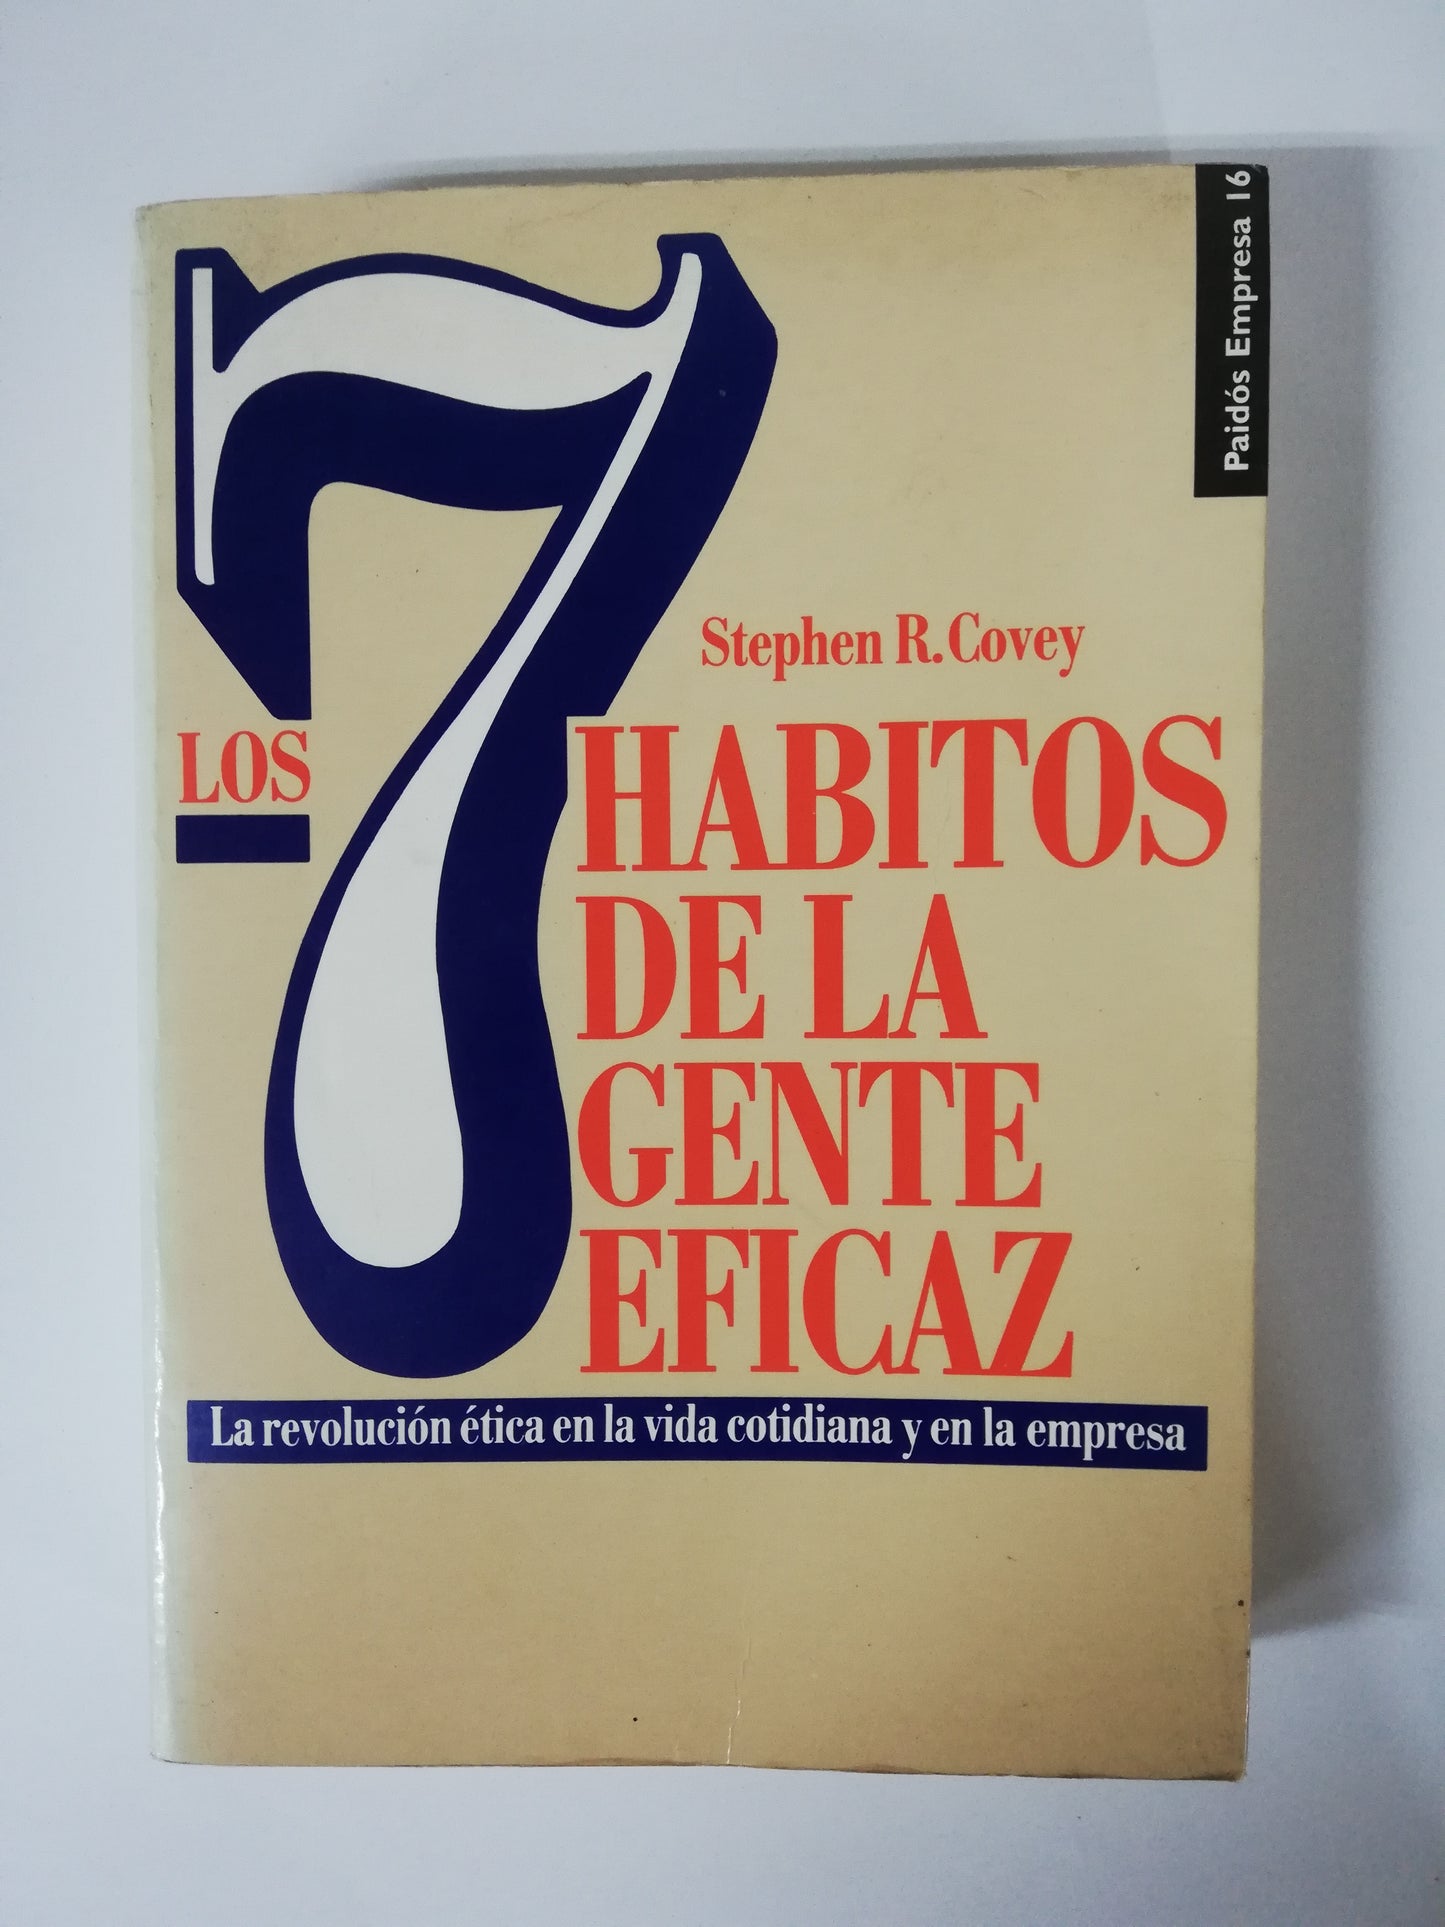 Paidós Empresa 16
Stephen R. Covey
LOS 7 HABITOS
DE LA
GENTE
EFICAZ
La revolución ética en la vida cotidiana y en la empresa